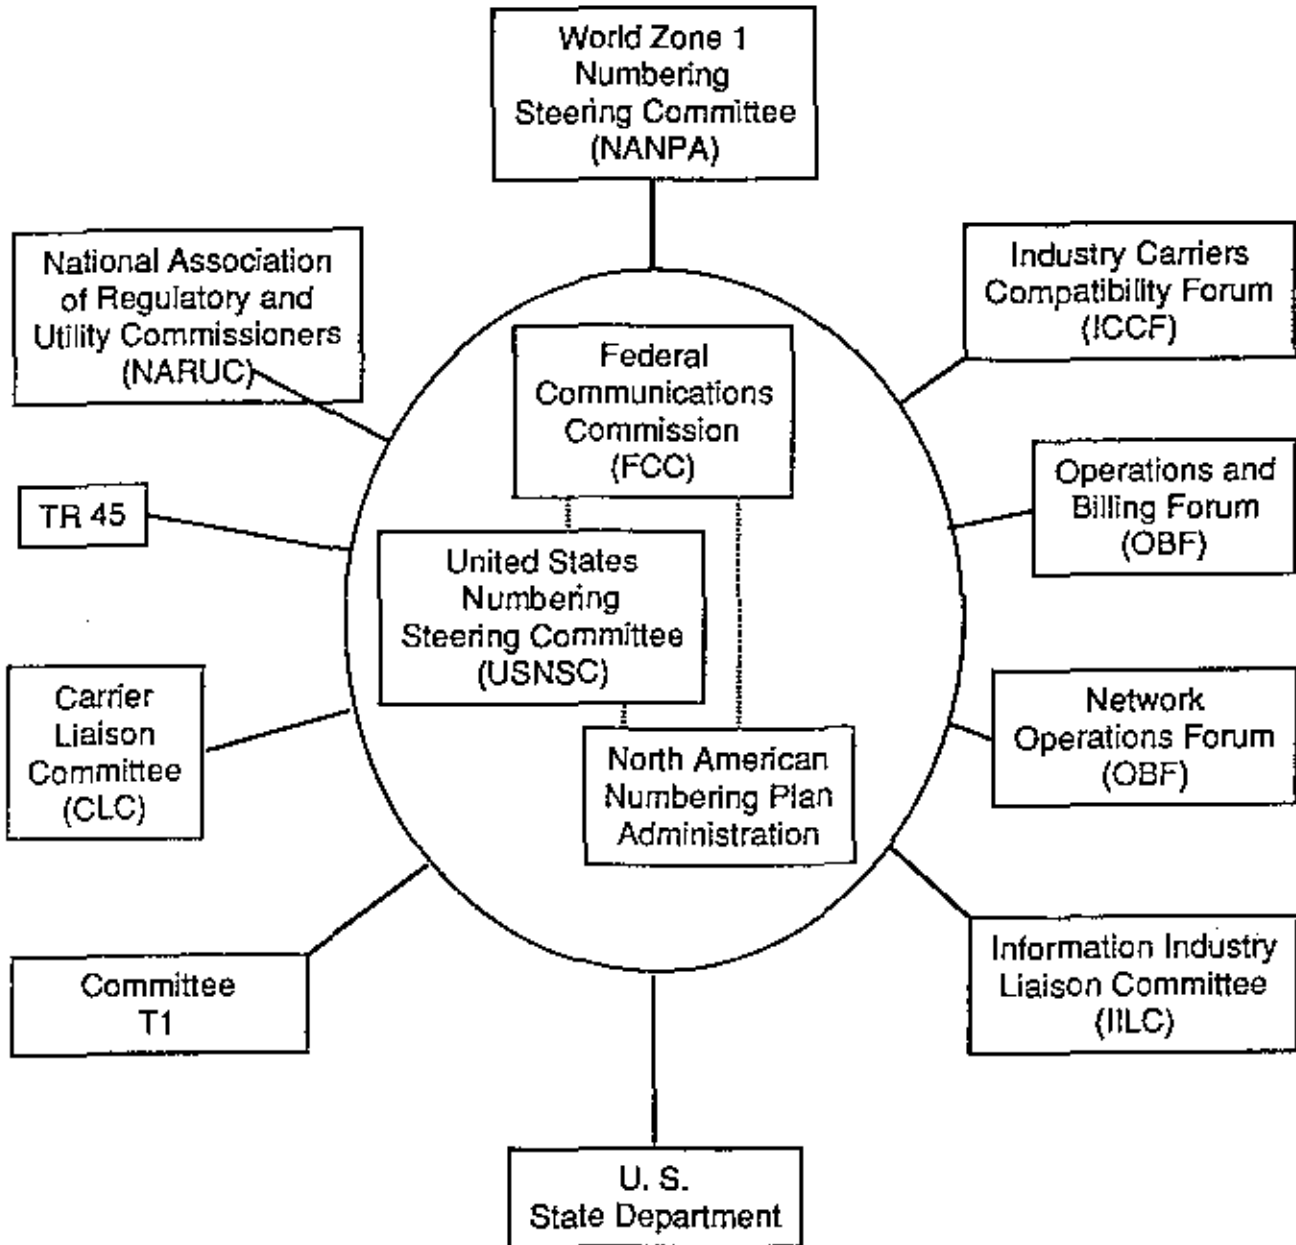 World Zone 1
Numbering
Steering Committee
(NANPA)
National Association
of Regulatory and
Utility Commissioners
(NARUC)
Industry Carriers
Compatibility Forum
(ICCF)
Federal
Communications
Commission
(FCC)
TR 45
Operations and
Billing Forum
(OBF)
United States
Numbering
Steering Committee
(USNSC)
Carrier
Liaison
Committee
(CLC)
Network
Operations Forum
(OBF)
North American
Numbering Plan
Administration
Committee
T1
Information Industry
Liaison Committee
(IILC)
U. S.
State Department